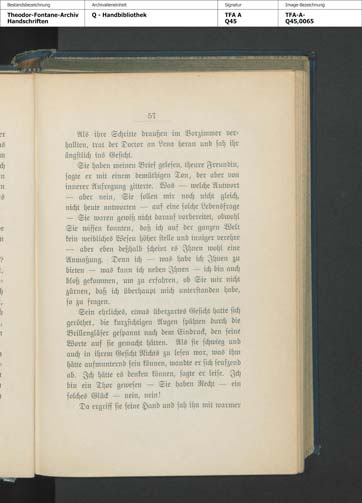 Bestandsbezeichnung
Archivalieneinheit
Signatur
Image-Bezeichnung
Theodor-Fontane-Archiv
Handschriften
Q - Handbibliothek
TFA A
Q45
TFA-A-
Q45,0065
57
Als ihre Schritte draußen im Vorzimmer ver-
hallten, trat der Doctor an Lena heran und sah ihr
ängstlich ins Gesicht.
Sie haben meinen Brief gelesen, theure Freundin,
sagte er mit einem demüthigen Ton, der aber von
innerer Aufregung zitterte. Was — welche Antwort
— aber nein, Sie sollen mir noch nicht gleich,
nicht heute antworten — auf eine solche Lebensfrage
— Sie waren gewiß nicht darauf vorbereitet, obwohl
Sie wissen konnten, daß ich auf der ganzen Welt
kein weibliches Wesen höher stelle und inniger verehre
— aber eben deßhalb scheint es Ihnen wohl eine
Anmaßung. Denn ich — was habe ich Ihnen zu
bieten — was kann ich neben Ihnen — ich bin auch
bloß gekommen, um zu erfahren, ob Sie mir nicht
zürnen, daß ich überhaupt mich unterstanden habe,
so zu fragen.
Sein ehrliches, etwas überzartes Gesicht hatte sich
geröthet, die kurzsichtigen Augen spähten durch die
Brillengläser gespannt nach dem Eindruck, den seine
Worte auf sie gemacht hätten. Als sie schwieg und
auch in ihrem Gesicht Nichts zu lesen war, was ihm
hätte aufmunternd sein können, wandte er sich seufzend
ab. Ich hätte es denken können, sagte er leise. Ich
bin ein Thor gewesen — Sie haben Recht — ein
solches Glück — nein, nein!
Da ergriff sie seine Hand und sah ihn mit warmer